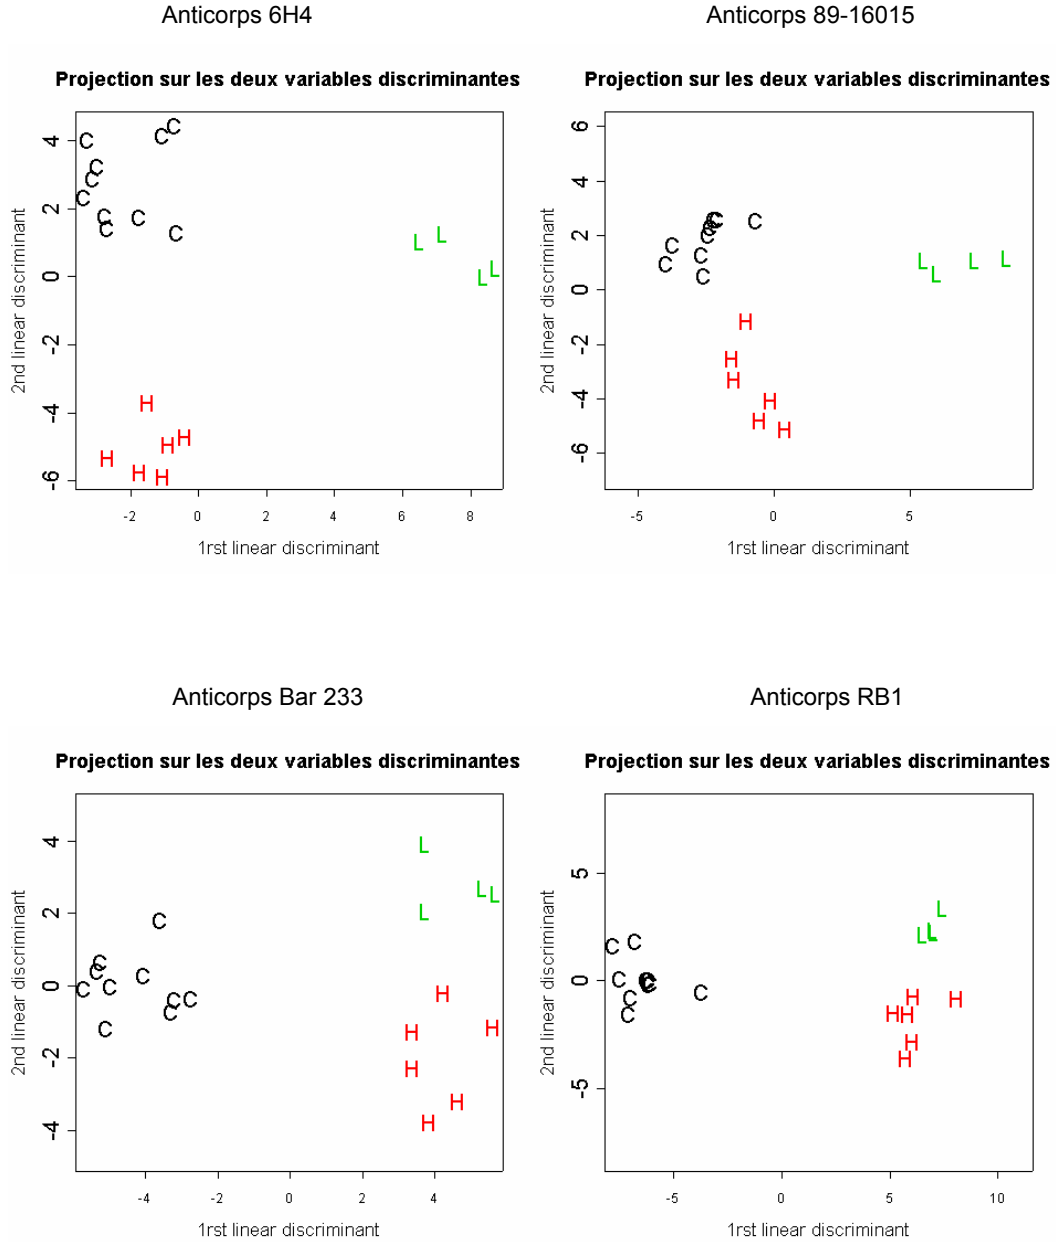 Anticorps 6H4
Anticorps 89-16015
Projection sur les deux variables discriminantes
Projection sur les deux variables discriminantes
2nd linear discriminant
4
2
0
-2
-4
-6
C C C C C C C C C C
L L L L
H H H H H H
-2 0 2 4 6 8
1rst linear discriminant
2nd linear discriminant
6
4
2
0
-2
-4
-6
C C C C C C C C C C
L L L L
H H H H H H
-5 0 5
1rst linear discriminant
Anticorps Bar 233
Anticorps RB1
Projection sur les deux variables discriminantes
Projection sur les deux variables discriminantes
2nd linear discriminant
4
2
0
-2
-4
C C C C C C C C C C
L L L L
H H H H H H
-4 -2 0 2 4
1rst linear discriminant
2nd linear discriminant
5
0
-5
C C C C C C C C C C
L L L L
H H H H H H
-5 0 5 10
1rst linear discriminant